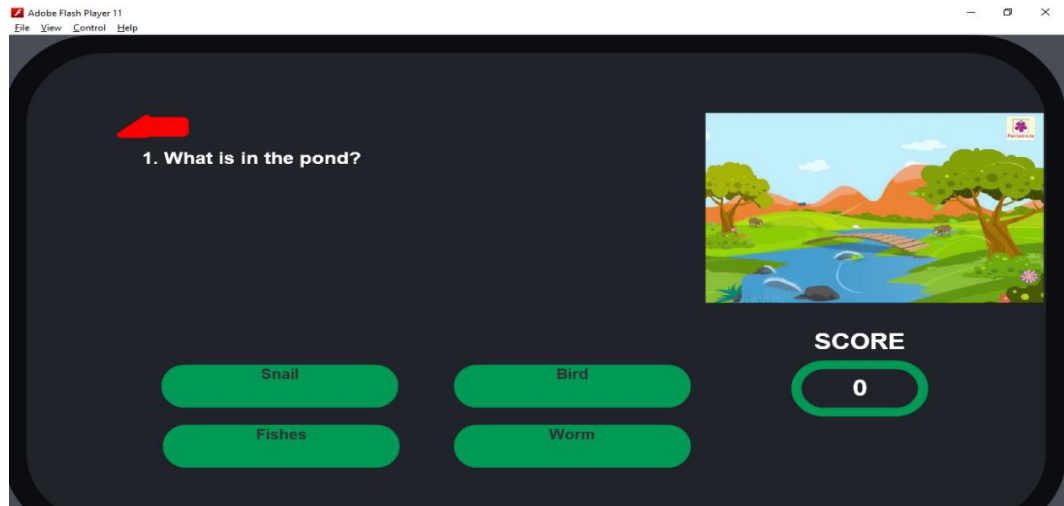 Adobe Flash Player 11
File View Control Help
1. What is in the pond?
SCORE
0
Snail
Bird
Fishes
Worm